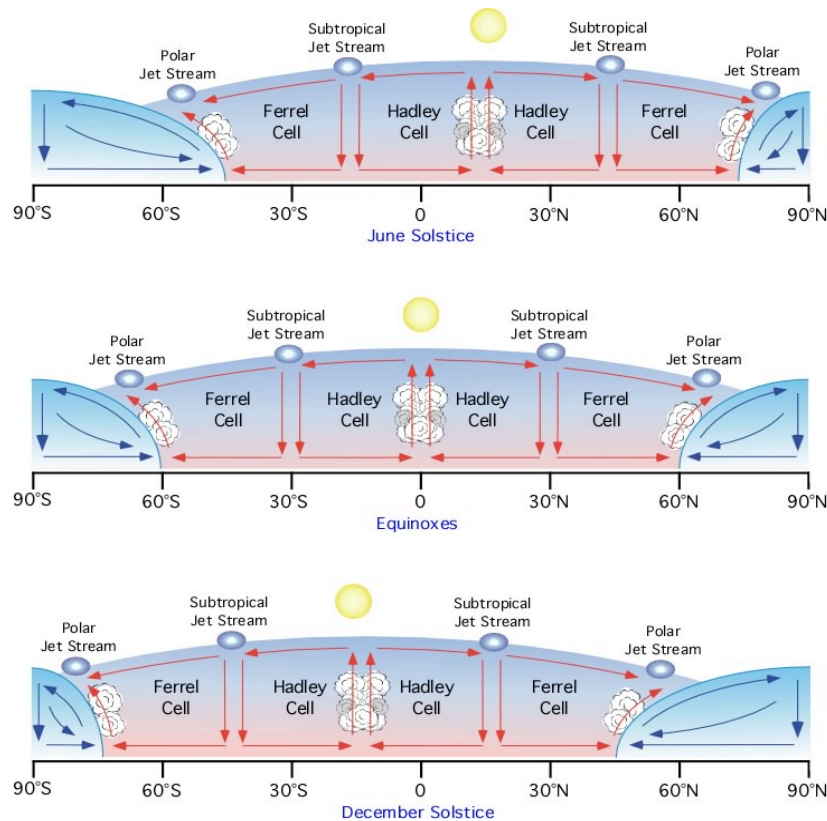 Subtropical
Jet Stream
Subtropical
Jet Stream
Polar
Jet Stream
Polar
Jet Stream
Ferrel
Cell
Hadley
Cell
Hadley
Cell
Ferrel
Cell
90°S
60°S
30°S
0
30°N
60°N
90°N
June Solstice
Subtropical
Jet Stream
Subtropical
Jet Stream
Polar
Jet Stream
Polar
Jet Stream
Ferrel
Cell
Hadley
Cell
Hadley
Cell
Ferrel
Cell
90°S
60°S
30°S
0
30°N
60°N
90°N
Equinoxes
Subtropical
Jet Stream
Subtropical
Jet Stream
Polar
Jet Stream
Polar
Jet Stream
Ferrel
Cell
Hadley
Cell
Hadley
Cell
Ferrel
Cell
90°S
60°S
30°S
0
30°N
60°N
90°N
December Solstice